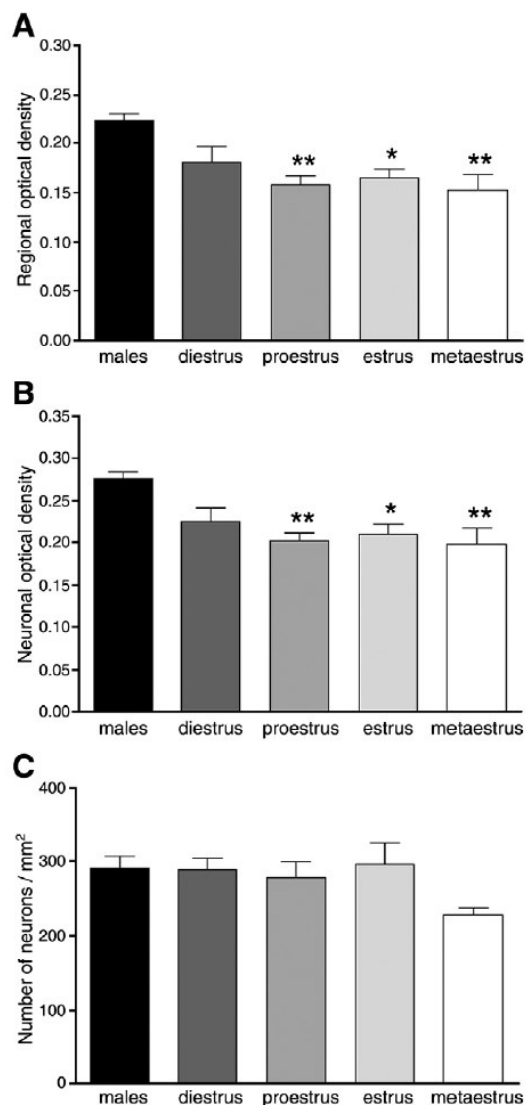 A
Regional optical density
0.30
0.25
0.20
0.15
0.10
0.05
0.00
**
*
**
males diestrus proestrus estrus metaestrus
B
Neuronal optical density
0.35
0.30
0.25
0.20
0.15
0.10
0.05
0.00
**
*
**
males diestrus proestrus estrus metaestrus
C
Number of neurons / mm²
400
300
200
100
0
males diestrus proestrus estrus metaestrus